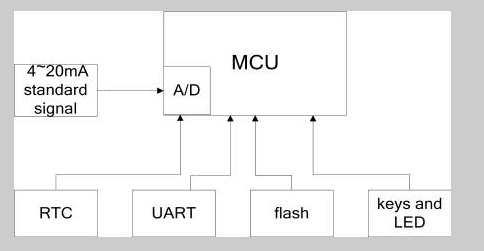 MCU
4~20mA
standard
signal
A/D
RTC
UART
flash
keys and
LED